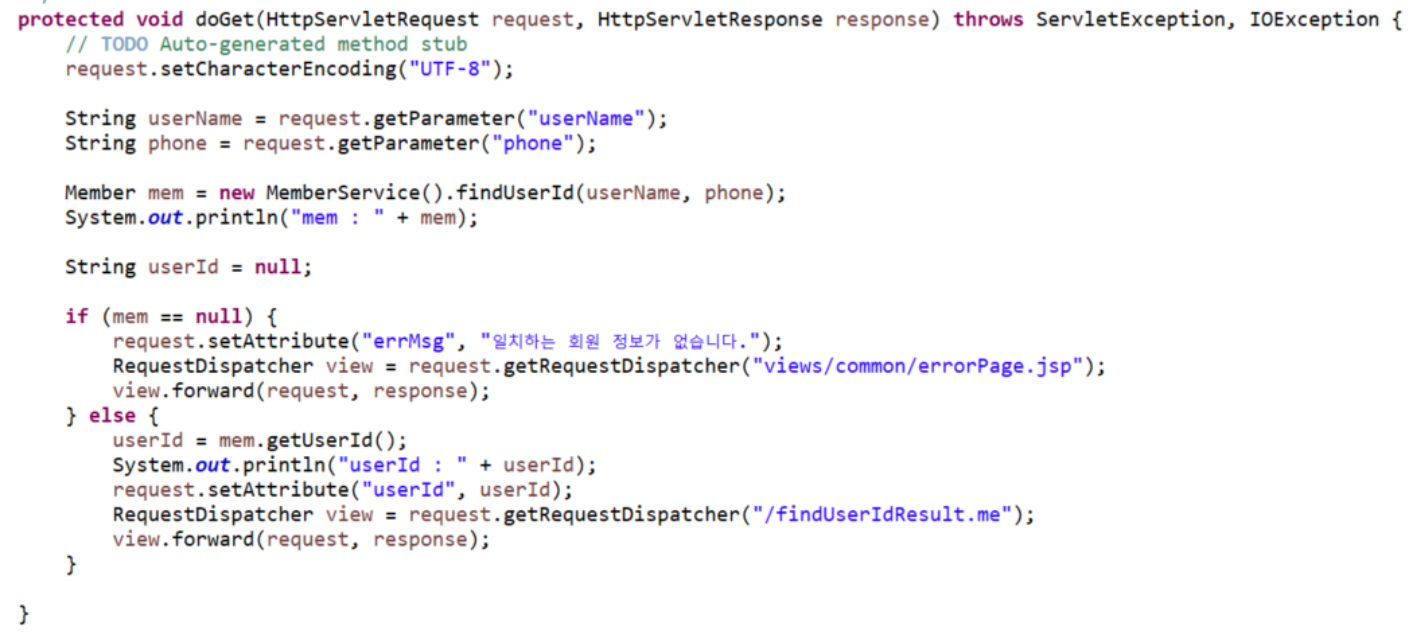 protected void doGet(HttpServletRequest request, HttpServletResponse response) throws ServletException, IOException {
// TODO Auto-generated method stub
request.setCharacterEncoding("UTF-8");
String userName = request.getParameter("userName");
String phone = request.getParameter("phone");
Member mem = new MemberService().findUserId(userName, phone);
System.out.println("mem : " + mem);
String userId = null;
if (mem == null) {
request.setAttribute("errMsg", "일치하는 회원 정보가 없습니다.");
RequestDispatcher view = request.getRequestDispatcher("views/common/errorPage.jsp");
view.forward(request, response);
} else {
userId = mem.getUserId();
System.out.println("userId : " + userId);
request.setAttribute("userId", userId);
RequestDispatcher view = request.getRequestDispatcher("/findUserIdResult.me");
view.forward(request, response);
}
}